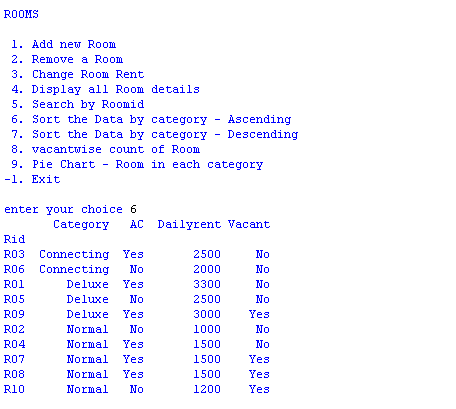 ROOMS
1. Add new Room
2. Remove a Room
3. Change Room Rent
4. Display all Room details
5. Search by Roomid
6. Sort the Data by category - Ascending
7. Sort the Data by category - Descending
8. vacantwise count of Room
9. Pie Chart - Room in each category
-1. Exit
enter your choice 6
Category AC Dailyrent Vacant
Rid
R03 Connecting Yes 2500 No
R06 Connecting No 2000 No
R01 Deluxe Yes 3300 No
R05 Deluxe No 2500 No
R09 Deluxe Yes 3000 Yes
R02 Normal No 1000 No
R04 Normal Yes 1500 No
R07 Normal Yes 1500 Yes
R08 Normal Yes 1500 Yes
R10 Normal No 1200 Yes